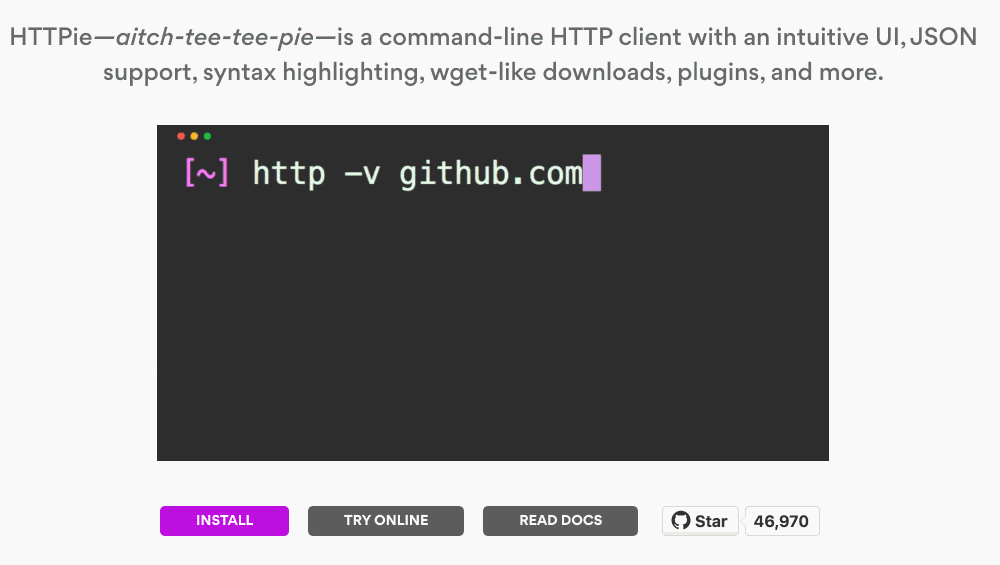 HTTPie—aitch-tee-tee-pie—is a command-line HTTP client with an intuitive UI, JSON
support, syntax highlighting, wget-like downloads, plugins, and more.
[~] http -v github.com
INSTALL TRY ONLINE READ DOCS Star 46,970